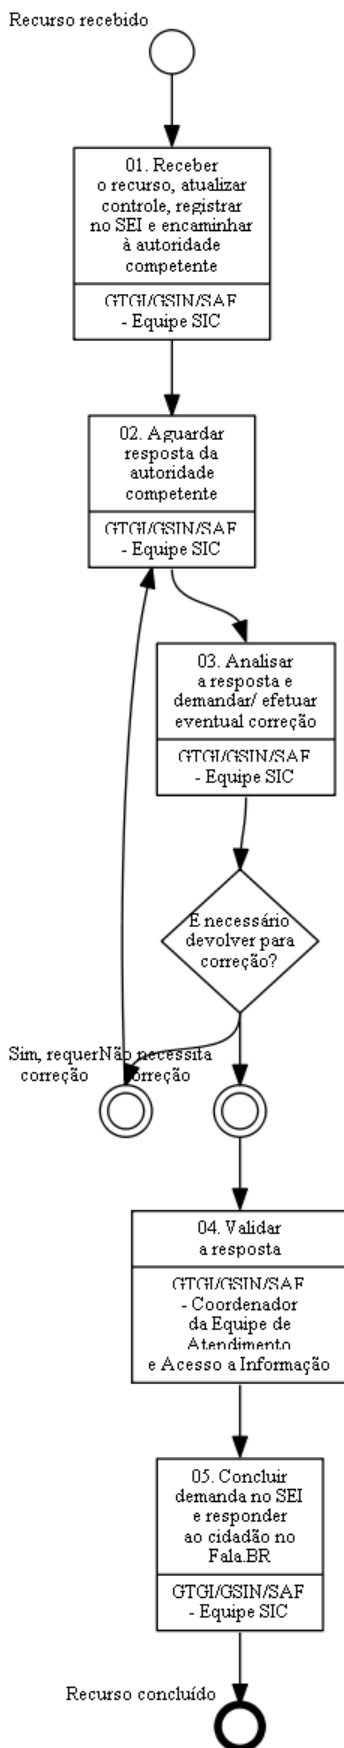 Recurso recebido
01. Receber
o recurso, atualizar
controle, registrar
no SEI e encaminhar
à autoridade
competente
GTGI/GSIN/SAF
- Equipe SIC
02. Aguardar
resposta da
autoridade
competente
GTGI/GSIN/SAF
- Equipe SIC
03. Analisar
a resposta e
demandar/ efetuar
eventual correção
GTGI/GSIN/SAF
- Equipe SIC
É necessário
devolver para
correção?
Sim, requer
correção
Não necessita
correção
04. Validar
a resposta
GTGI/GSIN/SAF
- Coordenador
da Equipe de
Atendimento
e Acesso a Informação
05. Concluir
demanda no SEI
e responder
ao cidadão no
Fala.BR
GTGI/GSIN/SAF
- Equipe SIC
Recurso concluído